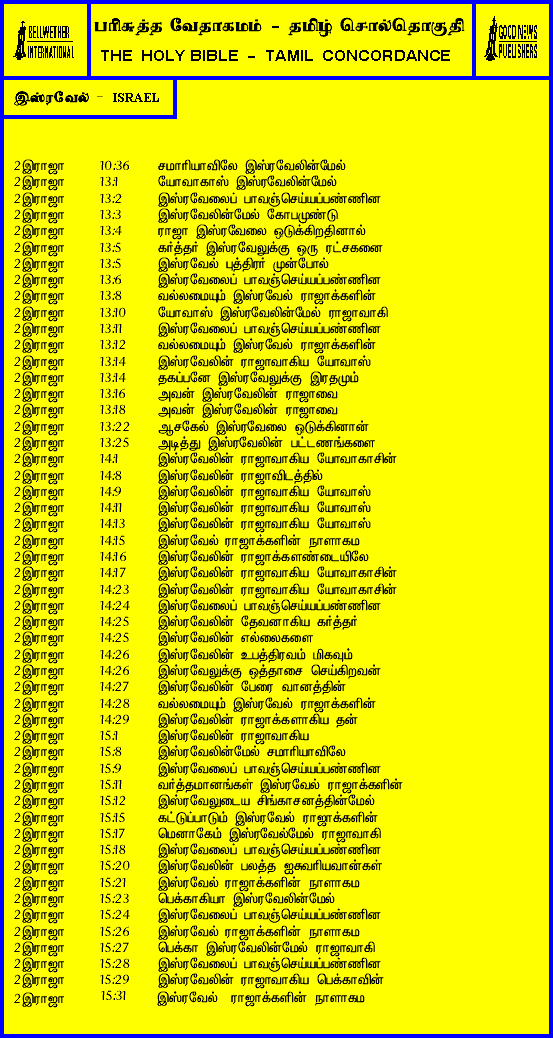 BELLWETHER
INTERNATIONAL
பரிசுத்த வேதாகமம் - தமிழ் சொல்தொகுதி
THE HOLY BIBLE - TAMIL CONCORDANCE
GOOD NEWS
PUBLISHERS
இஸ்ரவேல் - ISRAEL
2இராஜா 10:36 சமாரியாவிலே இஸ்ரவேலின்மேல்
2இராஜா 13:1 யோவாகாஸ் இஸ்ரவேலின்மேல்
2இராஜா 13:2 இஸ்ரவேலைப் பாவஞ்செய்யப்பண்ணின
2இராஜா 13:3 இஸ்ரவேலின்மேல் கோபமுண்டு
2இராஜா 13:4 ராஜா இஸ்ரவேலை ஒடுக்கிறதினால்
2இராஜா 13:5 கர்த்தர் இஸ்ரவேலுக்கு ஒரு ரட்சகனை
2இராஜா 13:5 இஸ்ரவேல் புத்திரர் முன்போல்
2இராஜா 13:6 இஸ்ரவேலைப் பாவஞ்செய்யப்பண்ணின
2இராஜா 13:8 வல்லமையும் இஸ்ரவேல் ராஜாக்களின்
2இராஜா 13:10 யோவாஸ் இஸ்ரவேலின்மேல் ராஜாவாகி
2இராஜா 13:11 இஸ்ரவேலைப் பாவஞ்செய்யப்பண்ணின
2இராஜா 13:12 வல்லமையும் இஸ்ரவேல் ராஜாக்களின்
2இராஜா 13:14 இஸ்ரவேலின் ராஜாவாகிய யோவாஸ்
2இராஜா 13:14 தகப்பனே இஸ்ரவேலுக்கு இரதமும்
2இராஜா 13:16 அவன் இஸ்ரவேலின் ராஜாவை
2இராஜா 13:18 அவன் இஸ்ரவேலின் ராஜாவை
2இராஜா 13:22 ஆசகேல் இஸ்ரவேலை ஒடுக்கினான்
2இராஜா 13:25 அடித்து இஸ்ரவேலின் பட்டணங்களை
2இராஜா 14:1 இஸ்ரவேலின் ராஜாவாகிய யோவாகாசின்
2இராஜா 14:8 இஸ்ரவேலின் ராஜாவிடத்தில்
2இராஜா 14:9 இஸ்ரவேலின் ராஜாவாகிய யோவாஸ்
2இராஜா 14:11 இஸ்ரவேலின் ராஜாவாகிய யோவாஸ்
2இராஜா 14:13 இஸ்ரவேலின் ராஜாவாகிய யோவாஸ்
2இராஜா 14:15 இஸ்ரவேல் ராஜாக்களின் நாளாகம
2இராஜா 14:16 இஸ்ரவேலின் ராஜாக்களண்டையிலே
2இராஜா 14:17 இஸ்ரவேலின் ராஜாவாகிய யோவாகாசின்
2இராஜா 14:23 இஸ்ரவேலின் ராஜாவாகிய யோவாகாசின்
2இராஜா 14:24 இஸ்ரவேலைப் பாவஞ்செய்யப்பண்ணின
2இராஜா 14:25 இஸ்ரவேலின் தேவனாகிய கர்த்தர்
2இராஜா 14:25 இஸ்ரவேலின் எல்லைகளை
2இராஜா 14:26 இஸ்ரவேலின் உபத்திரவம் மிகவும்
2இராஜா 14:26 இஸ்ரவேலுக்கு ஒத்தாசை செய்கிறவன்
2இராஜா 14:27 இஸ்ரவேலின் பேரை வானத்தின்
2இராஜா 14:28 வல்லமையும் இஸ்ரவேல் ராஜாக்களின்
2இராஜா 14:29 இஸ்ரவேலின் ராஜாக்களாகிய தன்
2இராஜா 15:1 இஸ்ரவேலின் ராஜாவாகிய
2இராஜா 15:8 இஸ்ரவேலின்மேல் சமாரியாவிலே
2இராஜா 15:9 இஸ்ரவேலைப் பாவஞ்செய்யப்பண்ணின
2இராஜா 15:11 வர்த்தமானங்கள் இஸ்ரவேல் ராஜாக்களின்
2இராஜா 15:12 இஸ்ரவேலுடைய சிங்காசனத்தின்மேல்
2இராஜா 15:15 கட்டுப்பாடும் இஸ்ரவேல் ராஜாக்களின்
2இராஜா 15:17 மெனாகேம் இஸ்ரவேல்மேல் ராஜாவாகி
2இராஜா 15:18 இஸ்ரவேலைப் பாவஞ்செய்யப்பண்ணின
2இராஜா 15:20 இஸ்ரவேலின் பலத்த ஐசுவரியவான்கள்
2இராஜா 15:21 இஸ்ரவேல் ராஜாக்களின் நாளாகம
2இராஜா 15:23 பெக்காகியா இஸ்ரவேலின்மேல்
2இராஜா 15:24 இஸ்ரவேலைப் பாவஞ்செய்யப்பண்ணின
2இராஜா 15:26 இஸ்ரவேல் ராஜாக்களின் நாளாகம
2இராஜா 15:27 பெக்கா இஸ்ரவேலின்மேல் ராஜாவாகி
2இராஜா 15:28 இஸ்ரவேலைப் பாவஞ்செய்யப்பண்ணின
2இராஜா 15:29 இஸ்ரவேலின் ராஜாவாகிய பெக்காவின்
2இராஜா 15:31 இஸ்ரவேல் ராஜாக்களின் நாளாகம